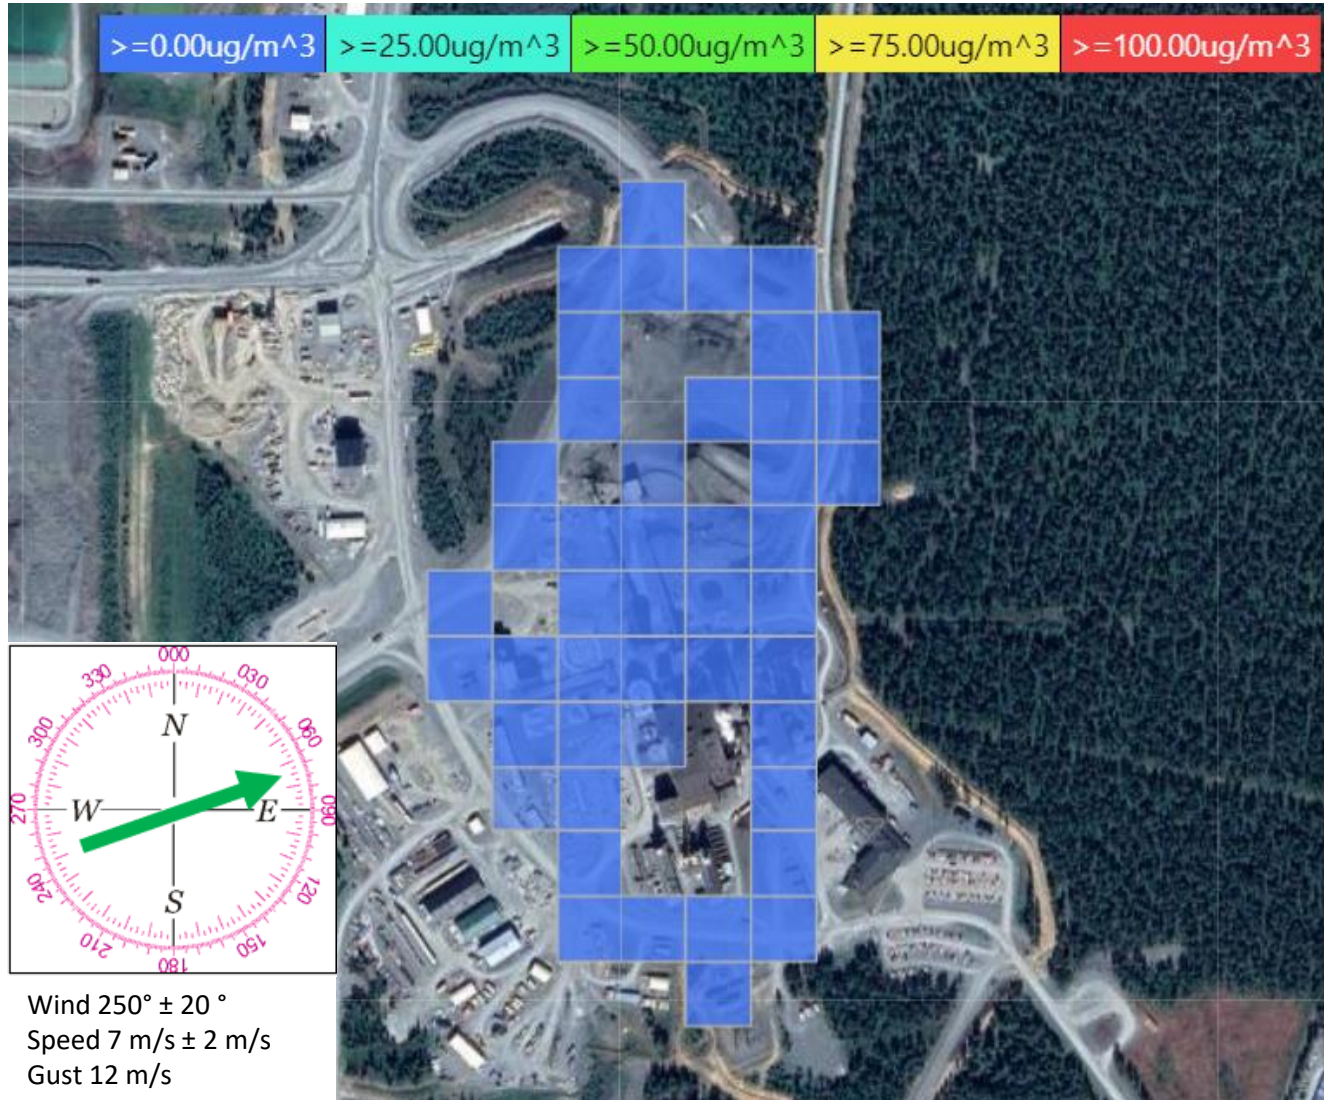 >=0.00ug/m^3 >=25.00ug/m^3 >=50.00ug/m^3 >=75.00ug/m^3 >=100.00ug/m^3
000
330 030
300 060
N
270 W E 090
240 120
S
210 150
180
Wind 250° ± 20 °
Speed 7 m/s ± 2 m/s
Gust 12 m/s